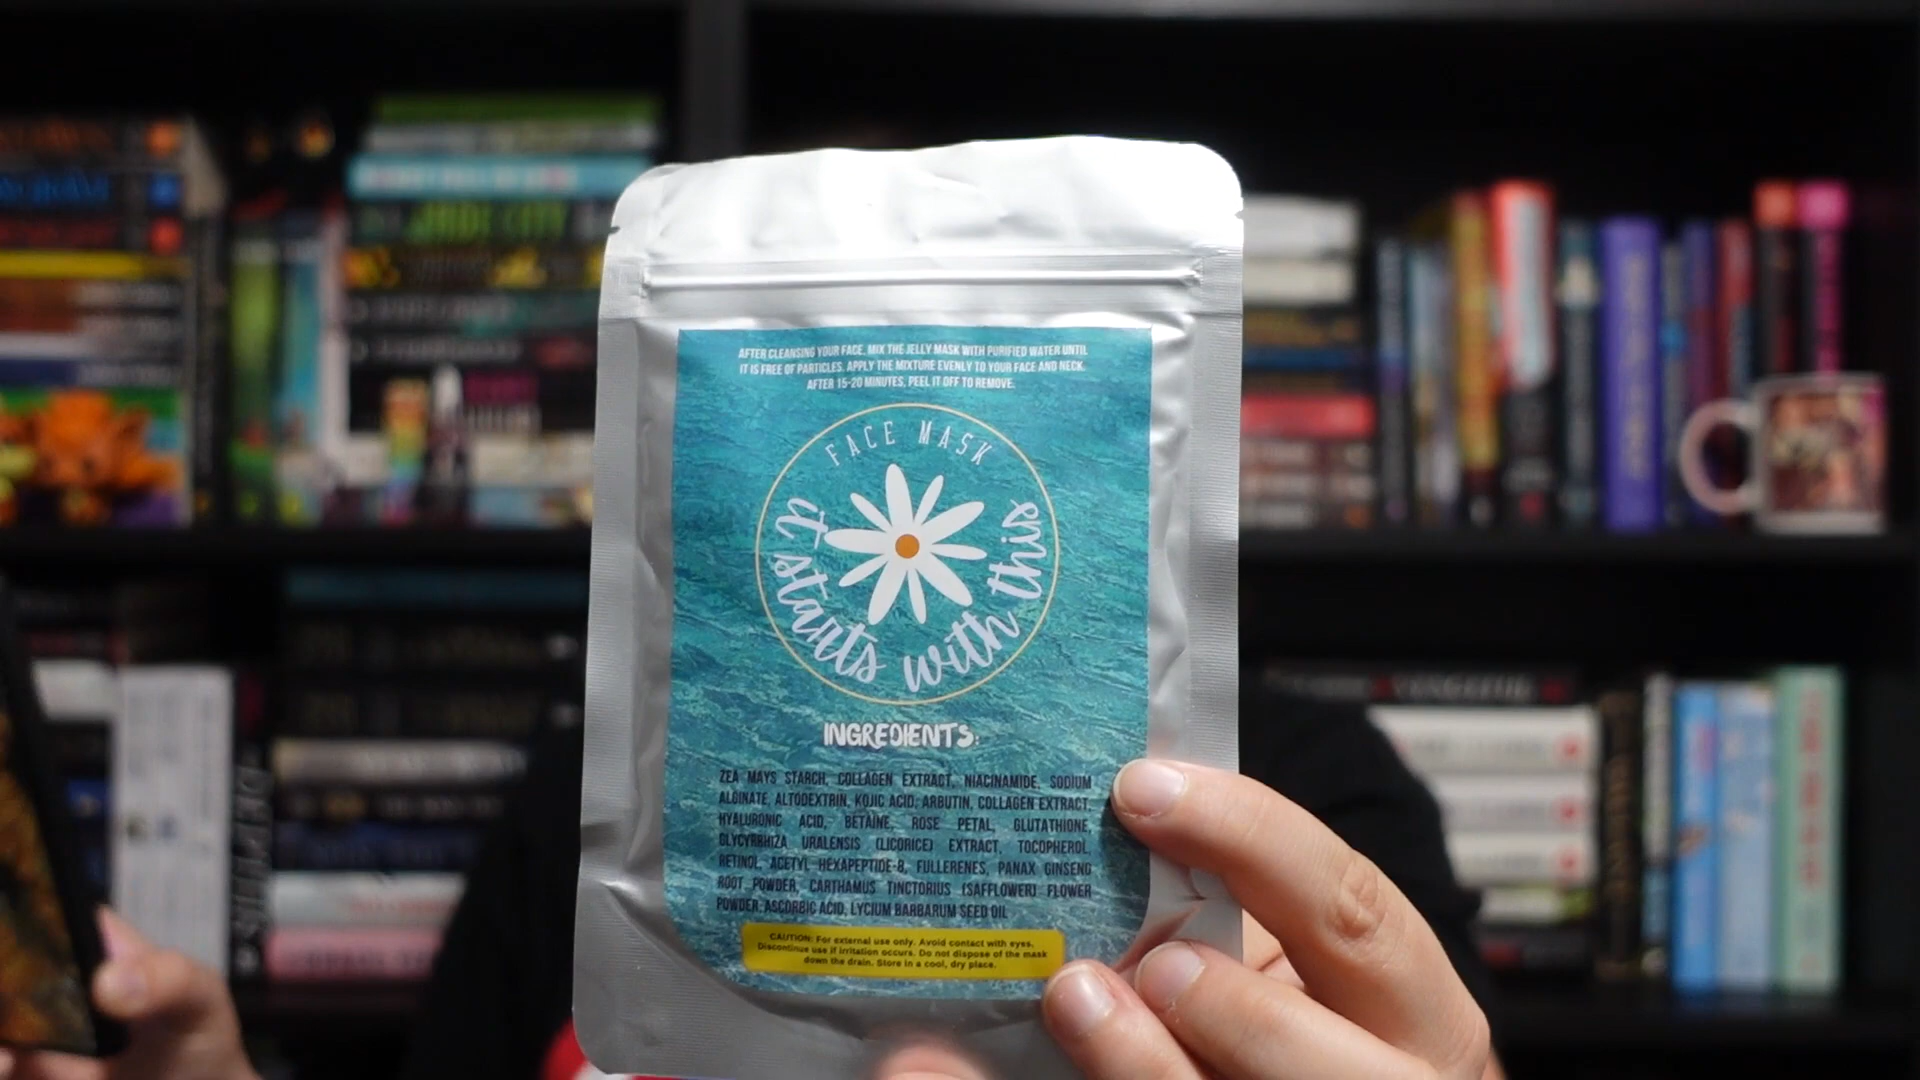 AFTER CLEANSING YOUR FACE, MIX THE JELLY MASK WITH PURIFIED WATER UNTIL
IT IS FREE OF PARTICLES. APPLY THE MIXTURE EVENLY TO YOUR FACE AND NECK.
AFTER 15-20 MINUTES, PEEL IT OFF TO REMOVE.
FACE MASK
it starts with this
INGREDIENTS:
ZEA MAYS STARCH, COLLAGEN EXTRACT, NIACINAMIDE, SODIUM
ALGINATE, ALTODEXTRIN, KOJIC ACID, ARBUTIN, COLLAGEN EXTRACT,
HYALURONIC ACID, BETAINE, ROSE PETAL, GLUTATHIONE,
GLYCYRRHIZA URALENSIS (LICORICE) EXTRACT, TOCOPHEROL,
RETINOL, ACETYL HEXAPEPTIDE-8, FULLERENES, PANAX GINSENG
ROOT POWDER, CARTHAMUS TINCTORIUS (SAFFLOWER) FLOWER
POWDER, ASCORBIC ACID, LYCIUM BARBARUM SEED OIL
CAUTION: For external use only. Avoid contact with eyes.
Discontinue use if irritation occurs. Do not dispose of the mask
down the drain. Store in a cool, dry place.
JADE CITY